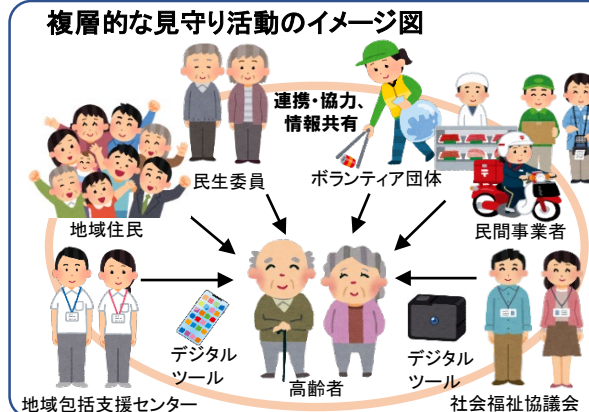 複層的な見守り活動のイメージ図
連携・協力、
情報共有
民生委員
ボランティア団体
地域住民
民間事業者
デジタル
ツール
高齢者
デジタル
ツール
地域包括支援センター
社会福祉協議会